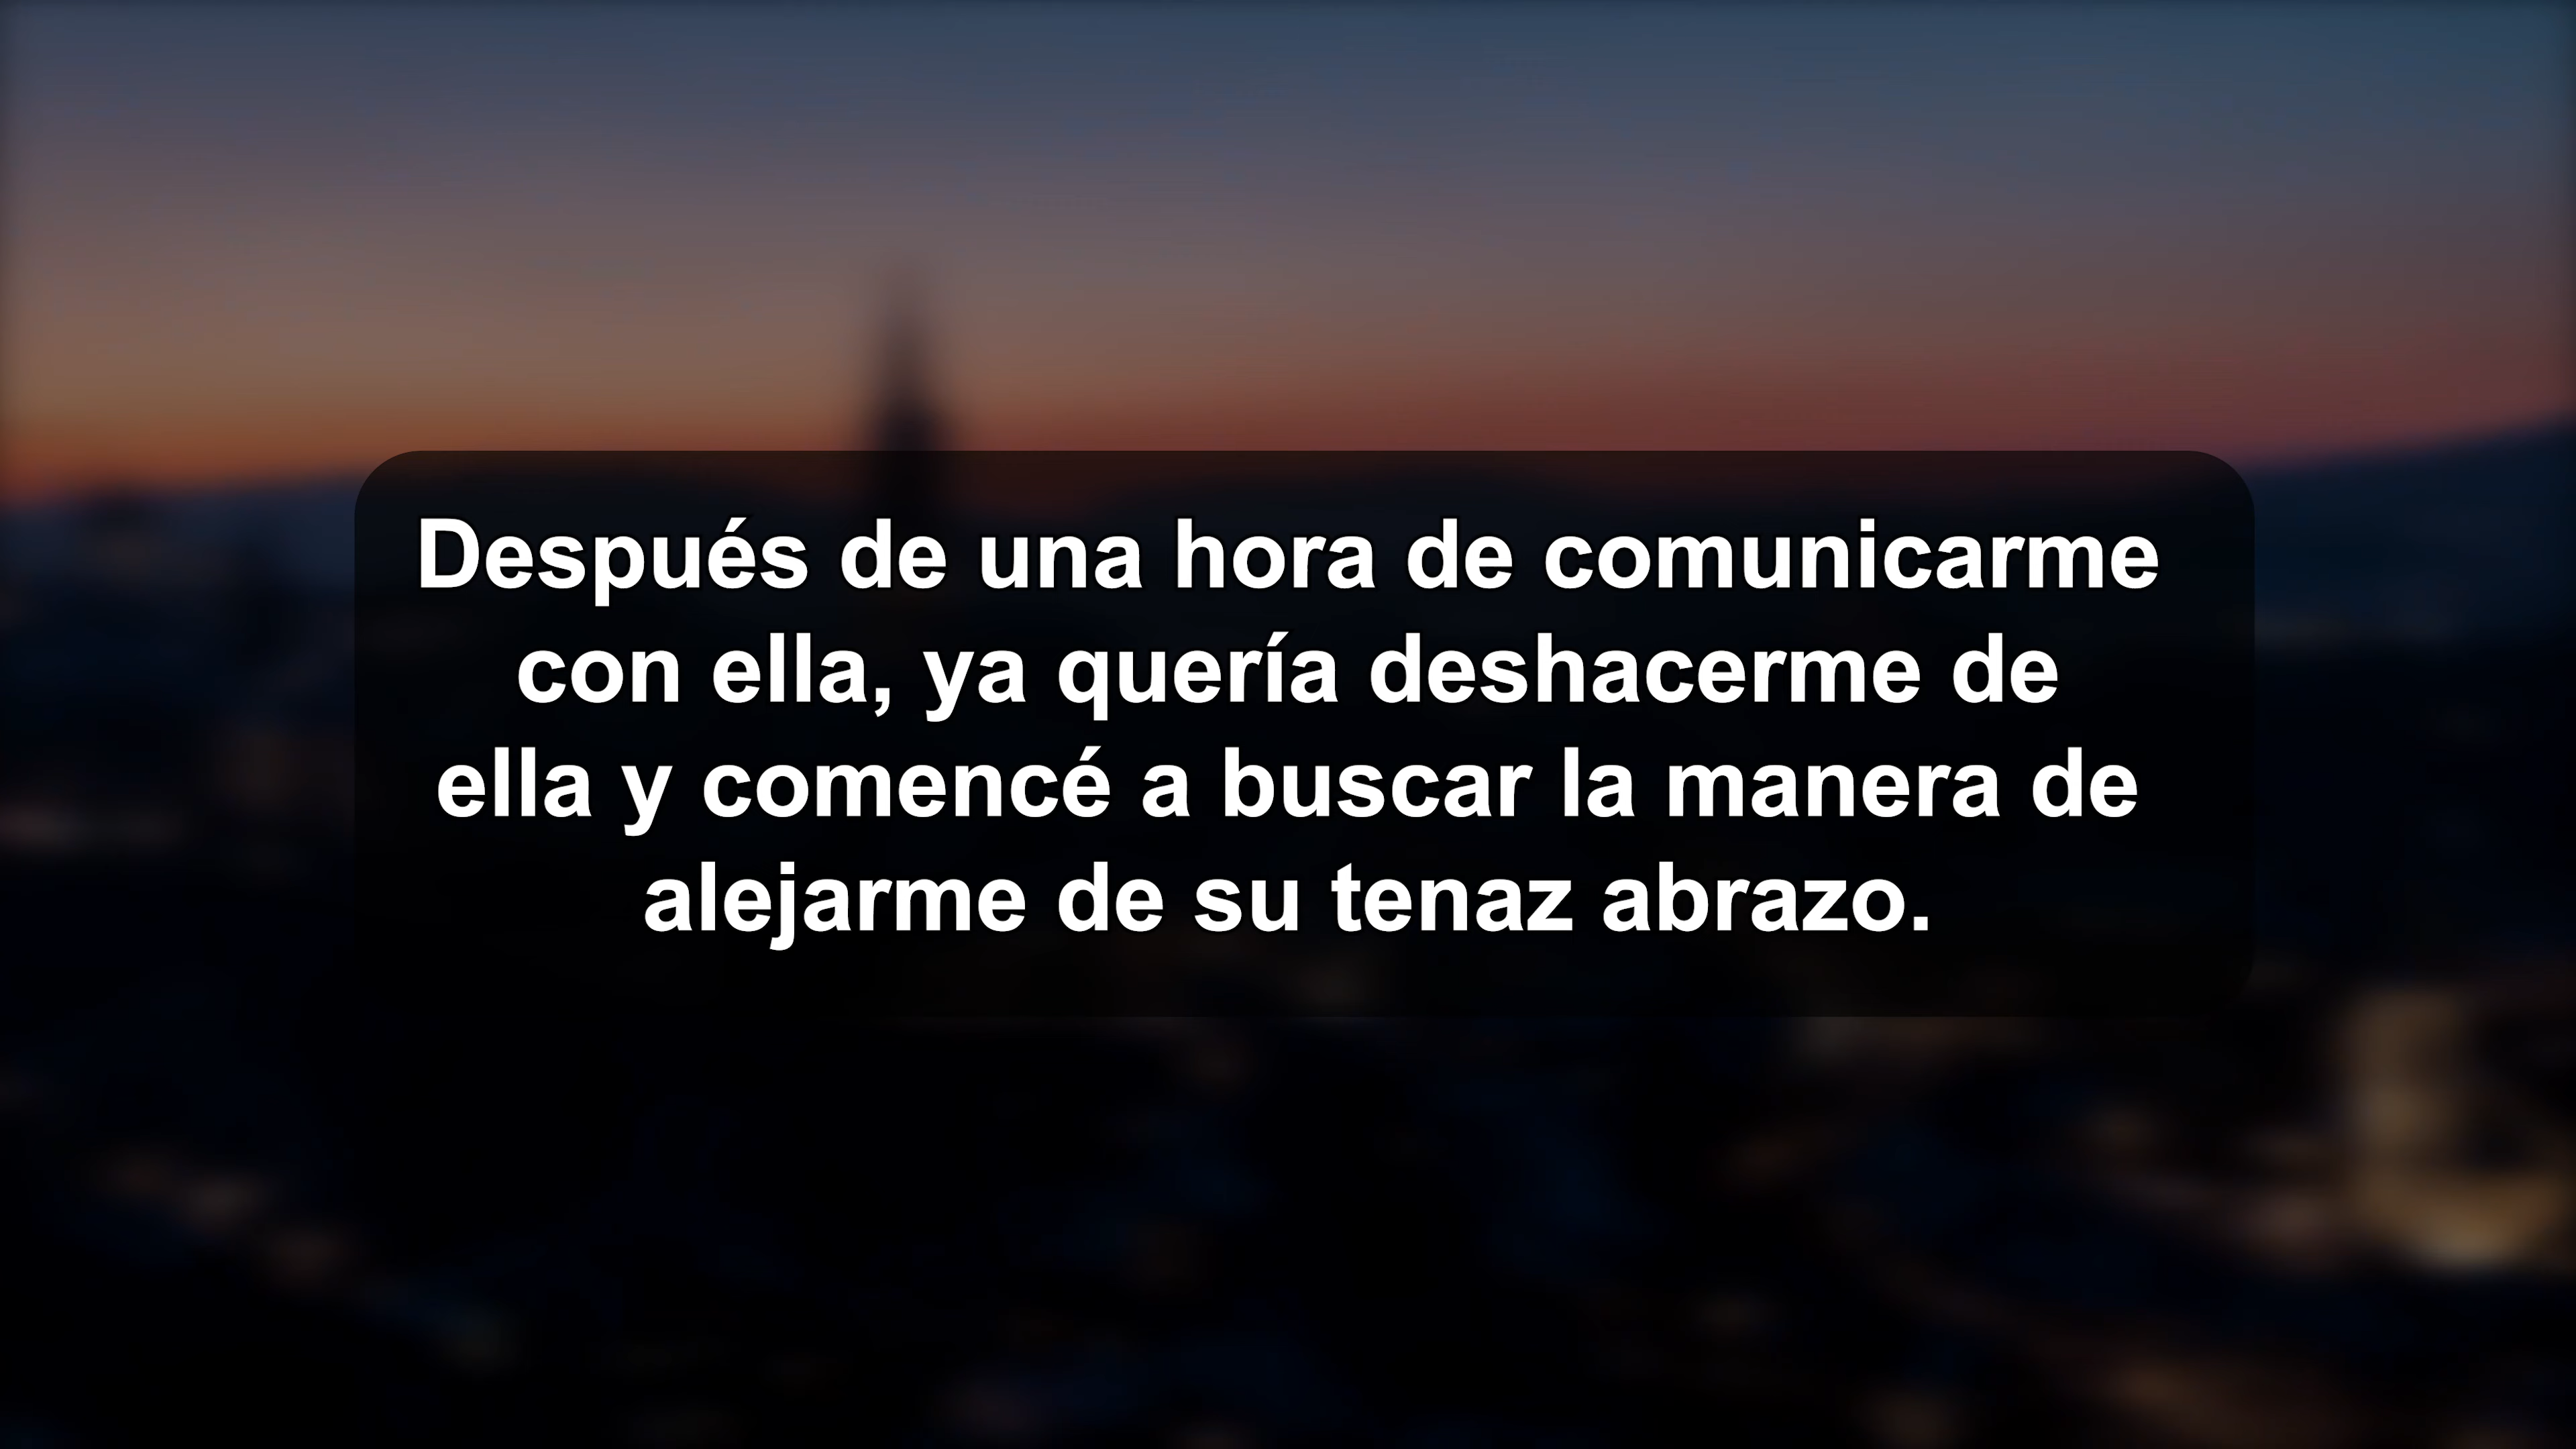 Después de una hora de comunicarme
con ella, ya quería deshacerme de
ella y comencé a buscar la manera de
alejarme de su tenaz abrazo.